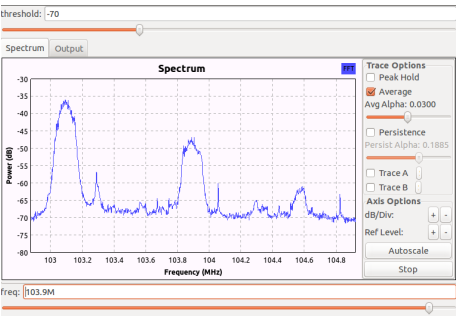 threshold: -70
Spectrum Output
Spectrum
FFT
Trace Options
Peak Hold
Average
Avg Alpha: 0.0300
Persistence
Persist Alpha: 0.1885
Trace A
Trace B
Axis Options
dB/Div: + -
Ref Level: + -
Autoscale
Stop
Power (dB)
-30
-35
-40
-45
-50
-55
-60
-65
-70
-75
-80
103 103.2 103.4 103.6 103.8 104 104.2 104.4 104.6 104.8
Frequency (MHz)
freq: 103.9M